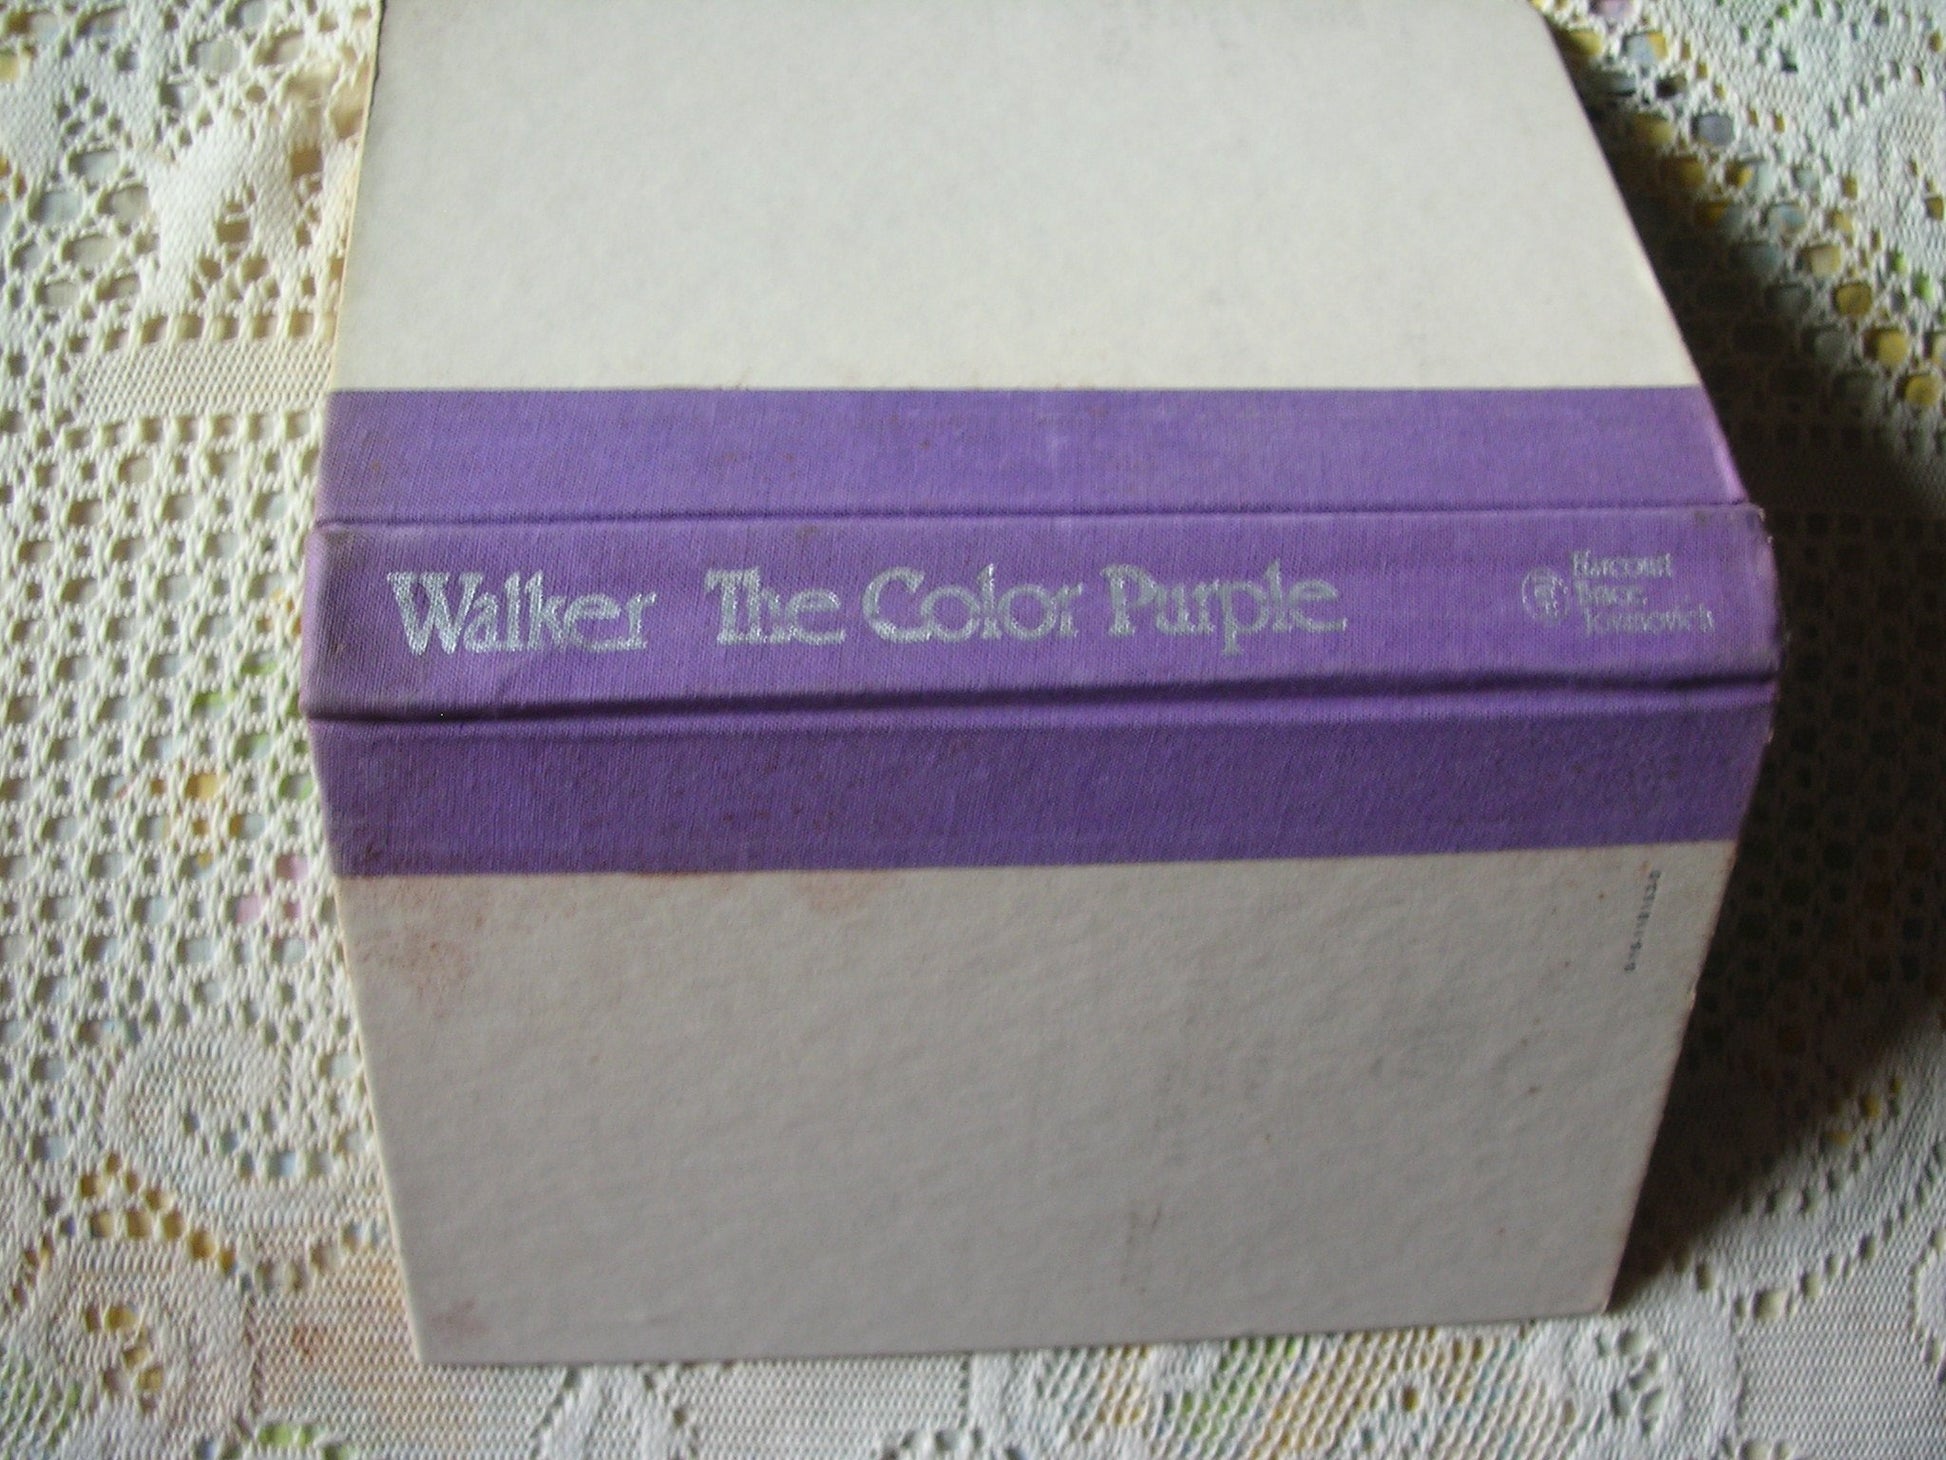 Walker The Color Purple
Harcourt
Brace
Jovanovich